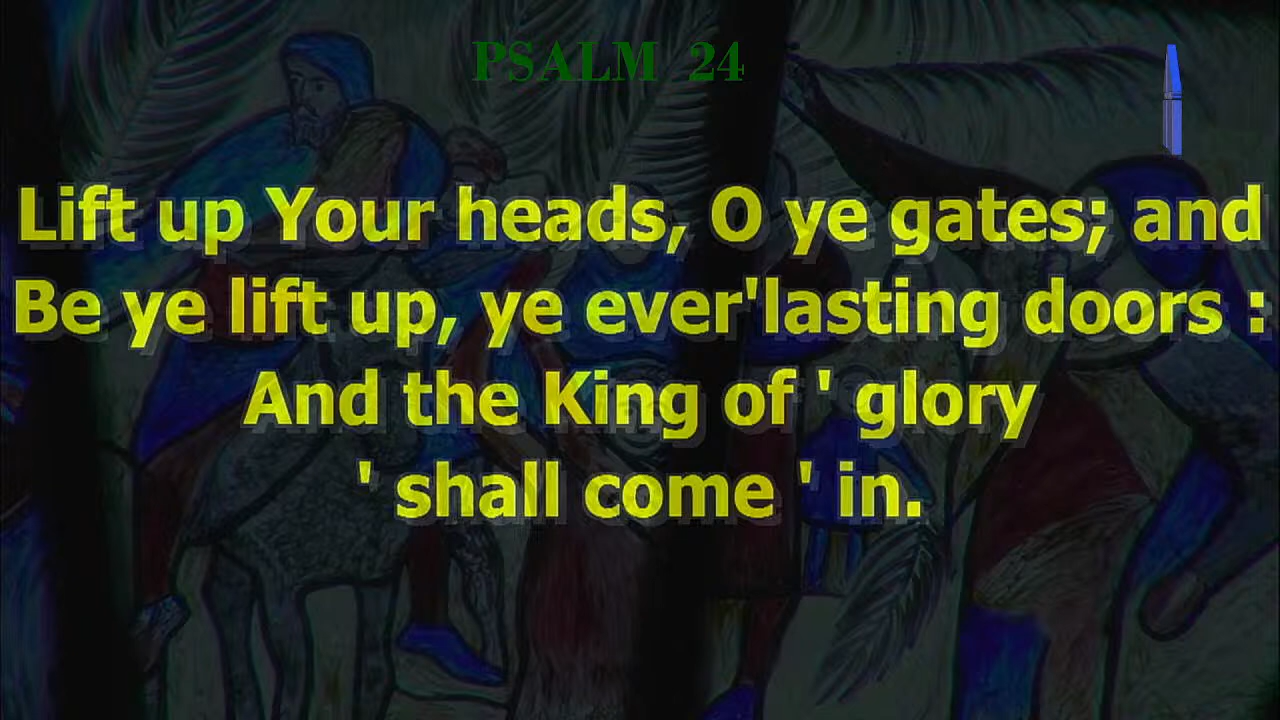 PSALM 24
Lift up Your heads, O ye gates; and
Be ye lift up, ye ever'lasting doors :
And the King of ' glory
' shall come ' in.